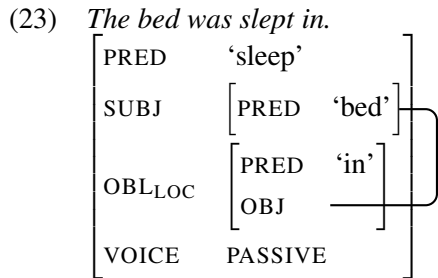 (23) The bed was slept in.
PRED ‘sleep’
SUBJ PRED ‘bed’
PRED ‘in’
OBL_LOC
OBJ
VOICE PASSIVE